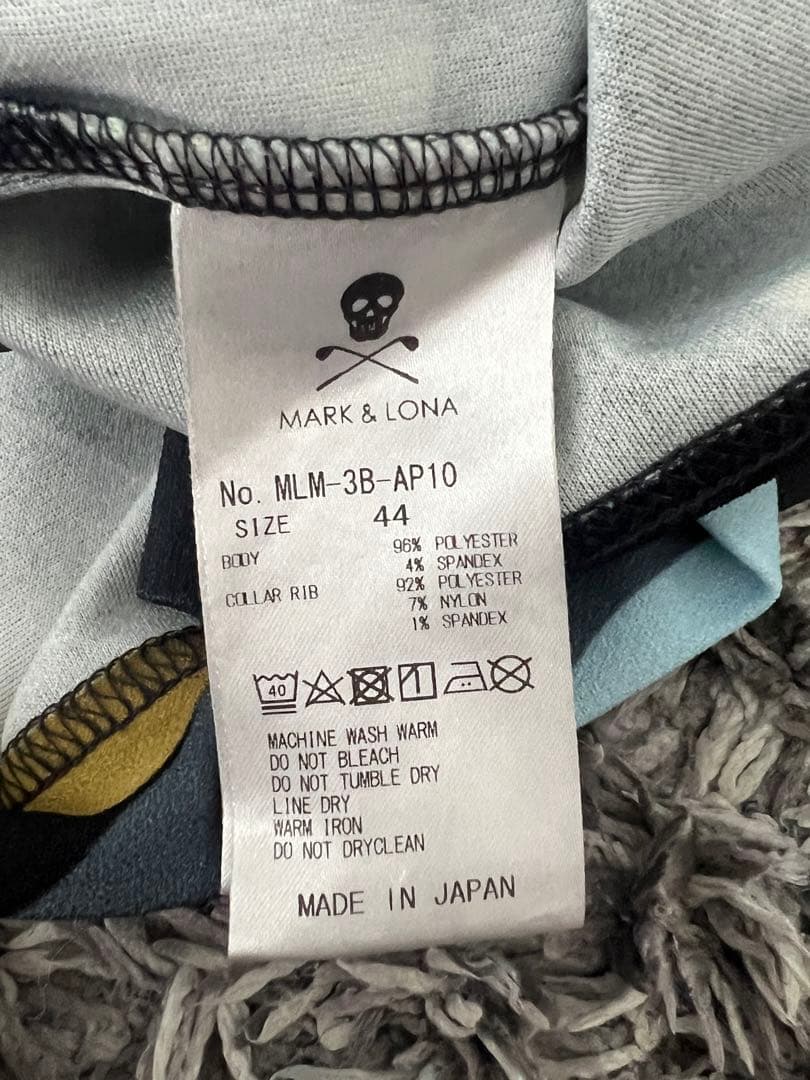 MARK & LONA
No. MLM-3B-AP10
SIZE 44
BODY 96% POLYESTER
4% SPANDEX
COLLAR RIB 92% POLYESTER
7% NYLON
1% SPANDEX
40
MACHINE WASH WARM
DO NOT BLEACH
DO NOT TUMBLE DRY
LINE DRY
WARM IRON
DO NOT DRYCLEAN
MADE IN JAPAN